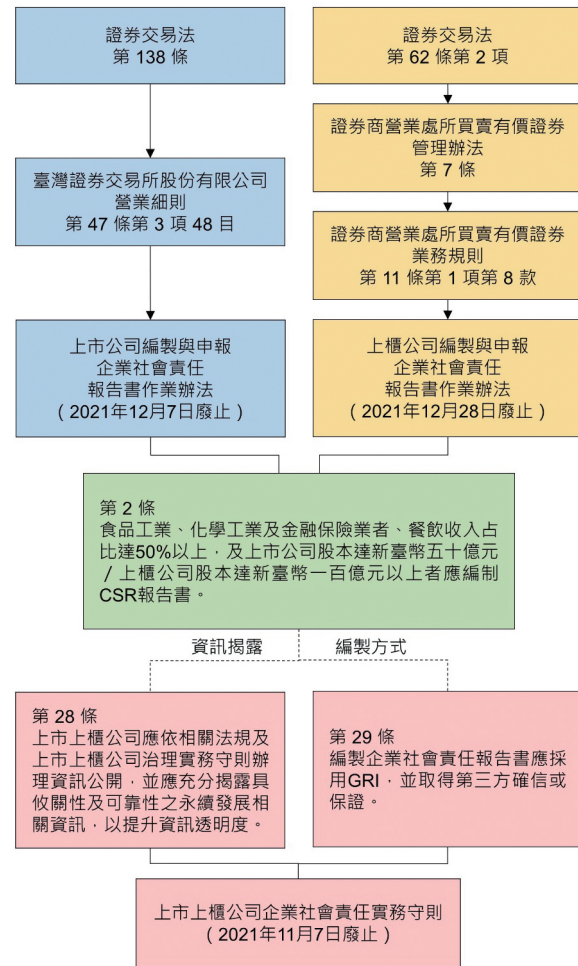 證券交易法
第 138 條
證券交易法
第 62 條第 2 項
證券商營業處所買賣有價證券
管理辦法
第 7 條
臺灣證券交易所股份有限公司
營業細則
第 47 條第 3 項 48 目
證券商營業處所買賣有價證券
業務規則
第 11 條第 1 項第 8 款
上市公司編製與申報
企業社會責任
報告書作業辦法
(2021年12月7日廢止)
上櫃公司編製與申報
企業社會責任
報告書作業辦法
(2021年12月28日廢止)
第 2 條
食品工業、化學工業及金融保險業者、餐飲收入占
比達50%以上,及上市公司股本達新臺幣五十億元
/上櫃公司股本達新臺幣一百億元以上者應編制
CSR報告書。
資訊揭露
編製方式
第 28 條
上市上櫃公司應依相關法規及
上市上櫃公司治理實務守則辦
理資訊公開,並應充分揭露具
攸關性及可靠性之永續發展相
關資訊,以提升資訊透明度。
第 29 條
編製企業社會責任報告書應採
用GRI,並取得第三方確信或
保證。
上市上櫃公司企業社會責任實務守則
(2021年11月7日廢止)